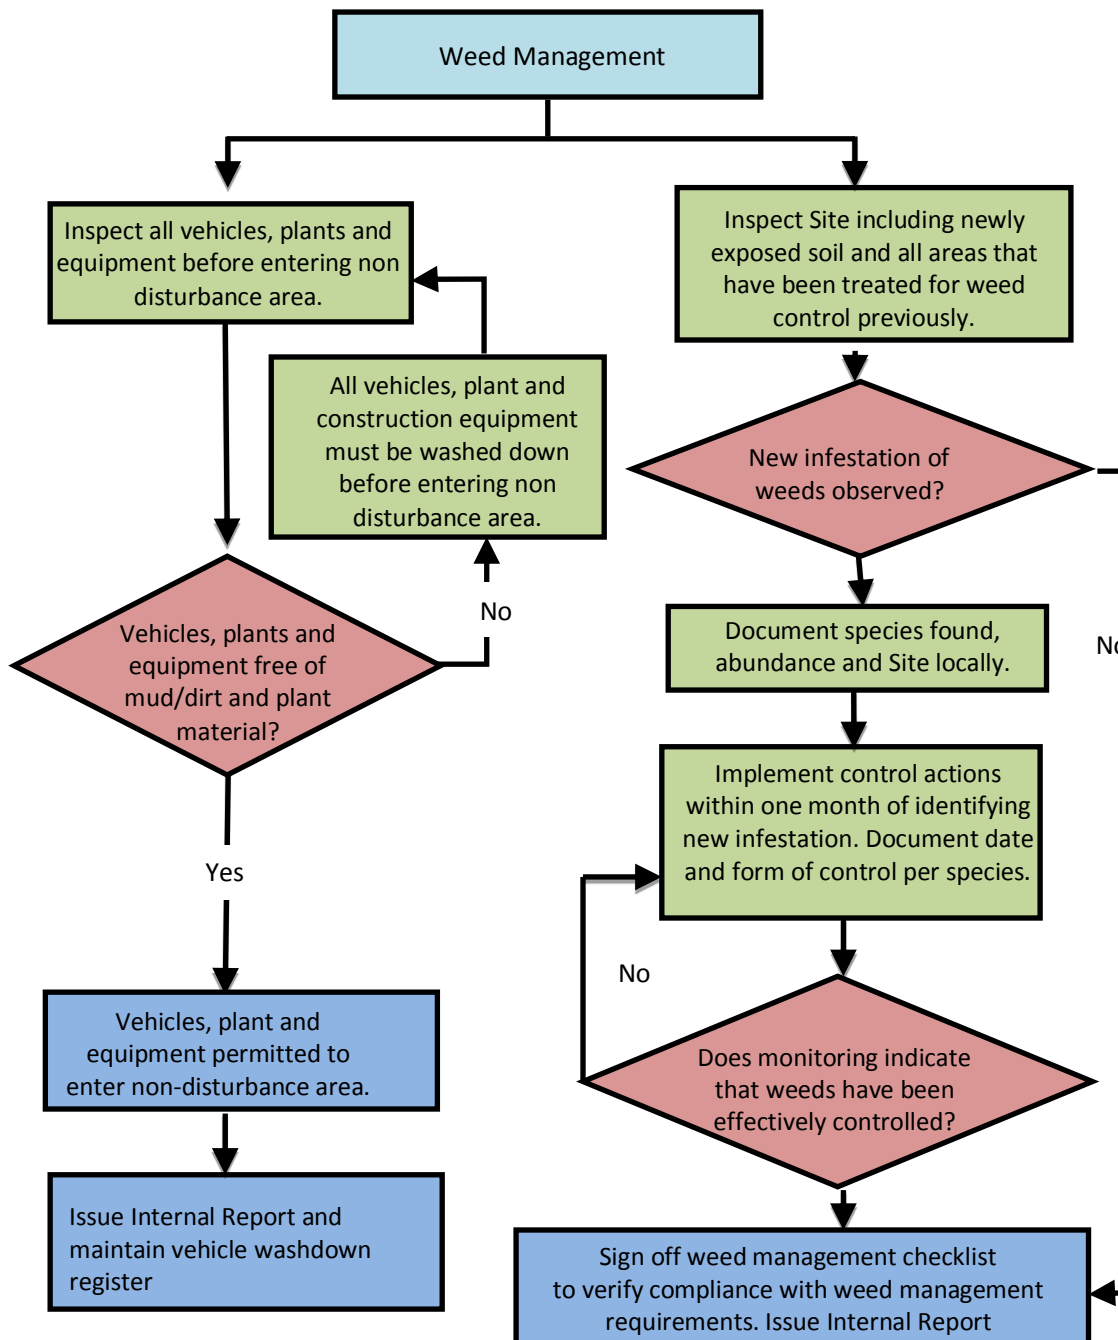 Weed Management
Inspect all vehicles, plants and
equipment before entering non
disturbance area.
All vehicles, plant and
construction equipment
must be washed down
before entering non
disturbance area.
No
Vehicles, plants and
equipment free of
mud/dirt and plant
material?
Yes
Vehicles, plant and
equipment permitted to
enter non-disturbance area.
Issue Internal Report and
maintain vehicle washdown
register
Inspect Site including newly
exposed soil and all areas that
have been treated for weed
control previously.
New infestation of
weeds observed?
No
Document species found,
abundance and Site locally.
Implement control actions
within one month of identifying
new infestation. Document date
and form of control per species.
No
Does monitoring indicate
that weeds have been
effectively controlled?
Sign off weed management checklist
to verify compliance with weed management
requirements. Issue Internal Report